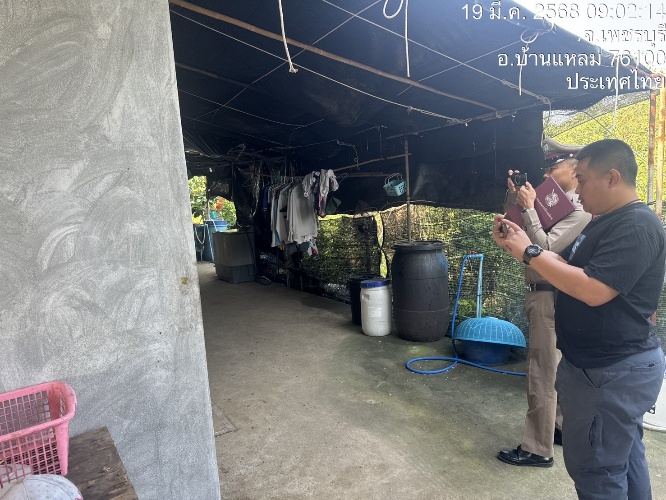 19 มี.ค. 2568 09:02:14
จ.เพชรบุรี
อ.บ้านแหลม 76100
ประเทศไทย